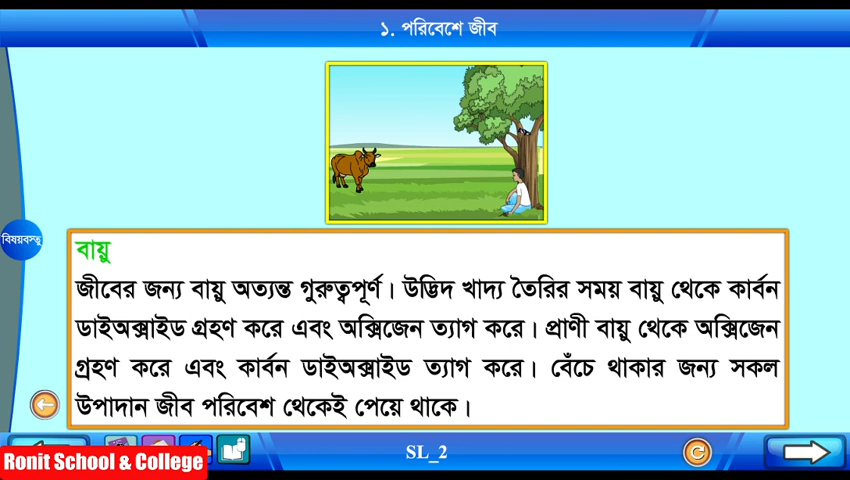 ১. পরিবেশে জীব
বিষয়বস্তু
বায়ু
জীবের জন্য বায়ু অত্যন্ত গুরুত্বপূর্ণ। উদ্ভিদ খাদ্য তৈরির সময় বায়ু থেকে কার্বন
ডাইঅক্সাইড গ্রহণ করে এবং অক্সিজেন ত্যাগ করে। প্রাণী বায়ু থেকে অক্সিজেন
গ্রহণ করে এবং কার্বন ডাইঅক্সাইড ত্যাগ করে। বেঁচে থাকার জন্য সকল
উপাদান জীব পরিবেশ থেকেই পেয়ে থাকে।
SL_2
Ronit School & College